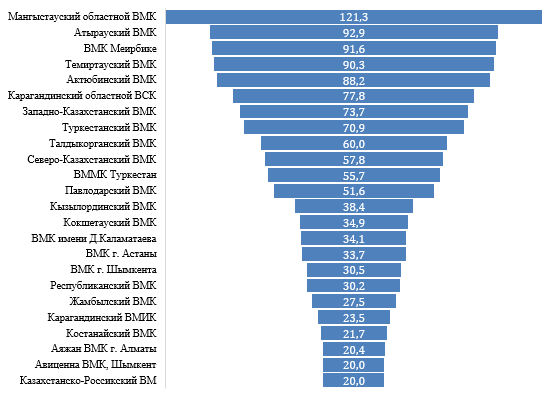 Мангыстауский областной ВМК 121,3
Атырауский ВМК 92,9
ВМК Меирбике 91,6
Темиртауский ВМК 90,3
Актюбинский ВМК 88,2
Карагандинский областной ВСК 77,8
Западно-Казахстанский ВМК 73,7
Туркестанский ВМК 70,9
Талдыкорганский ВМК 60,0
Северо-Казахстанский ВМК 57,8
ВММК Туркестан 55,7
Павлодарский ВМК 51,6
Кызылординский ВМК 38,4
Кокшетауский ВМК 34,9
ВМК имени Д.Каламатаева 34,1
ВМК г. Астаны 33,7
ВМК г. Шымкента 30,5
Республиканский ВМК 30,2
Жамбылский ВМК 27,5
Карагандинский ВМИК 23,5
Костанайский ВМК 21,7
Аяжан ВМК г. Алматы 20,4
Авиценна ВМК, Шымкент 20,0
Казахстанско-Россикский ВМ 20,0